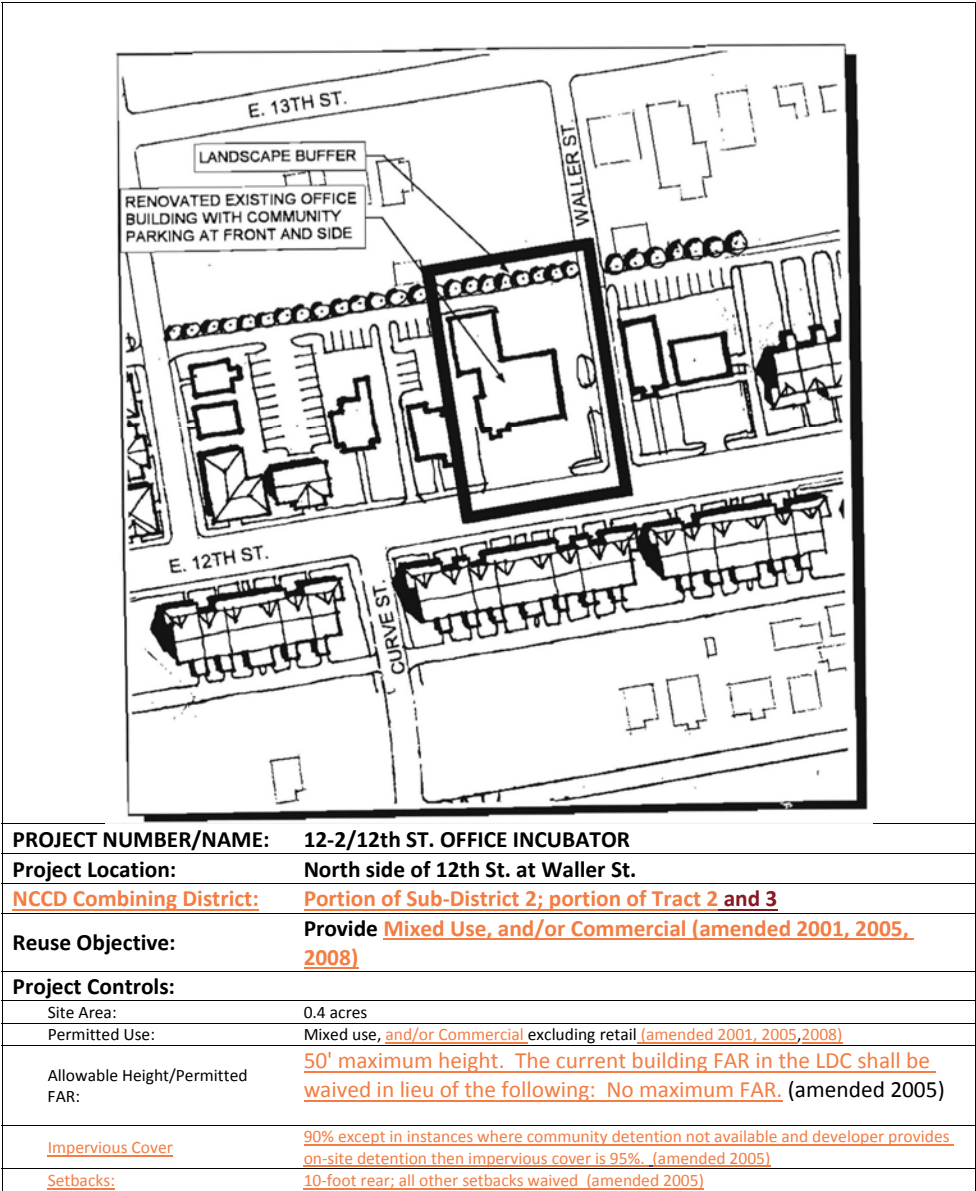 E. 13TH ST.
WALLER ST.
LANDSCAPE BUFFER
RENOVATED EXISTING OFFICE
BUILDING WITH COMMUNITY
PARKING AT FRONT AND SIDE
E. 12TH ST.
CURVE ST.
PROJECT NUMBER/NAME: 12-2/12th ST. OFFICE INCUBATOR
Project Location: North side of 12th St. at Waller St.
NCCD Combining District: Portion of Sub-District 2; portion of Tract 2 and 3
Reuse Objective: Provide Mixed Use, and/or Commercial (amended 2001, 2005,
2008)
Project Controls:
Site Area: 0.4 acres
Permitted Use: Mixed use, and/or Commercial excluding retail (amended 2001, 2005,2008)
Allowable Height/Permitted
FAR:
50' maximum height. The current building FAR in the LDC shall be
waived in lieu of the following: No maximum FAR. (amended 2005)
Impervious Cover
90% except in instances where community detention not available and developer provides
on-site detention then impervious cover is 95%. (amended 2005)
Setbacks: 10-foot rear; all other setbacks waived (amended 2005)